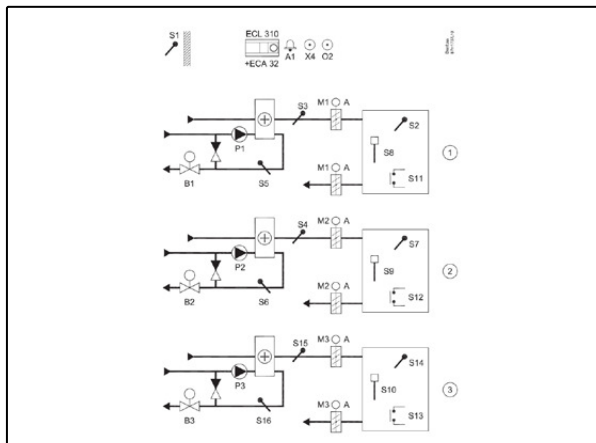 S1
ECL 310
+ECA 32
A1
X4
O2
M1 A
S3
S2
P1
S8
1
M1 A
S11
B1
S5
M2 A
S4
S7
P2
S9
2
M2 A
S12
B2
S6
M3 A
S15
S14
P3
S10
3
M3 A
S13
B3
S16